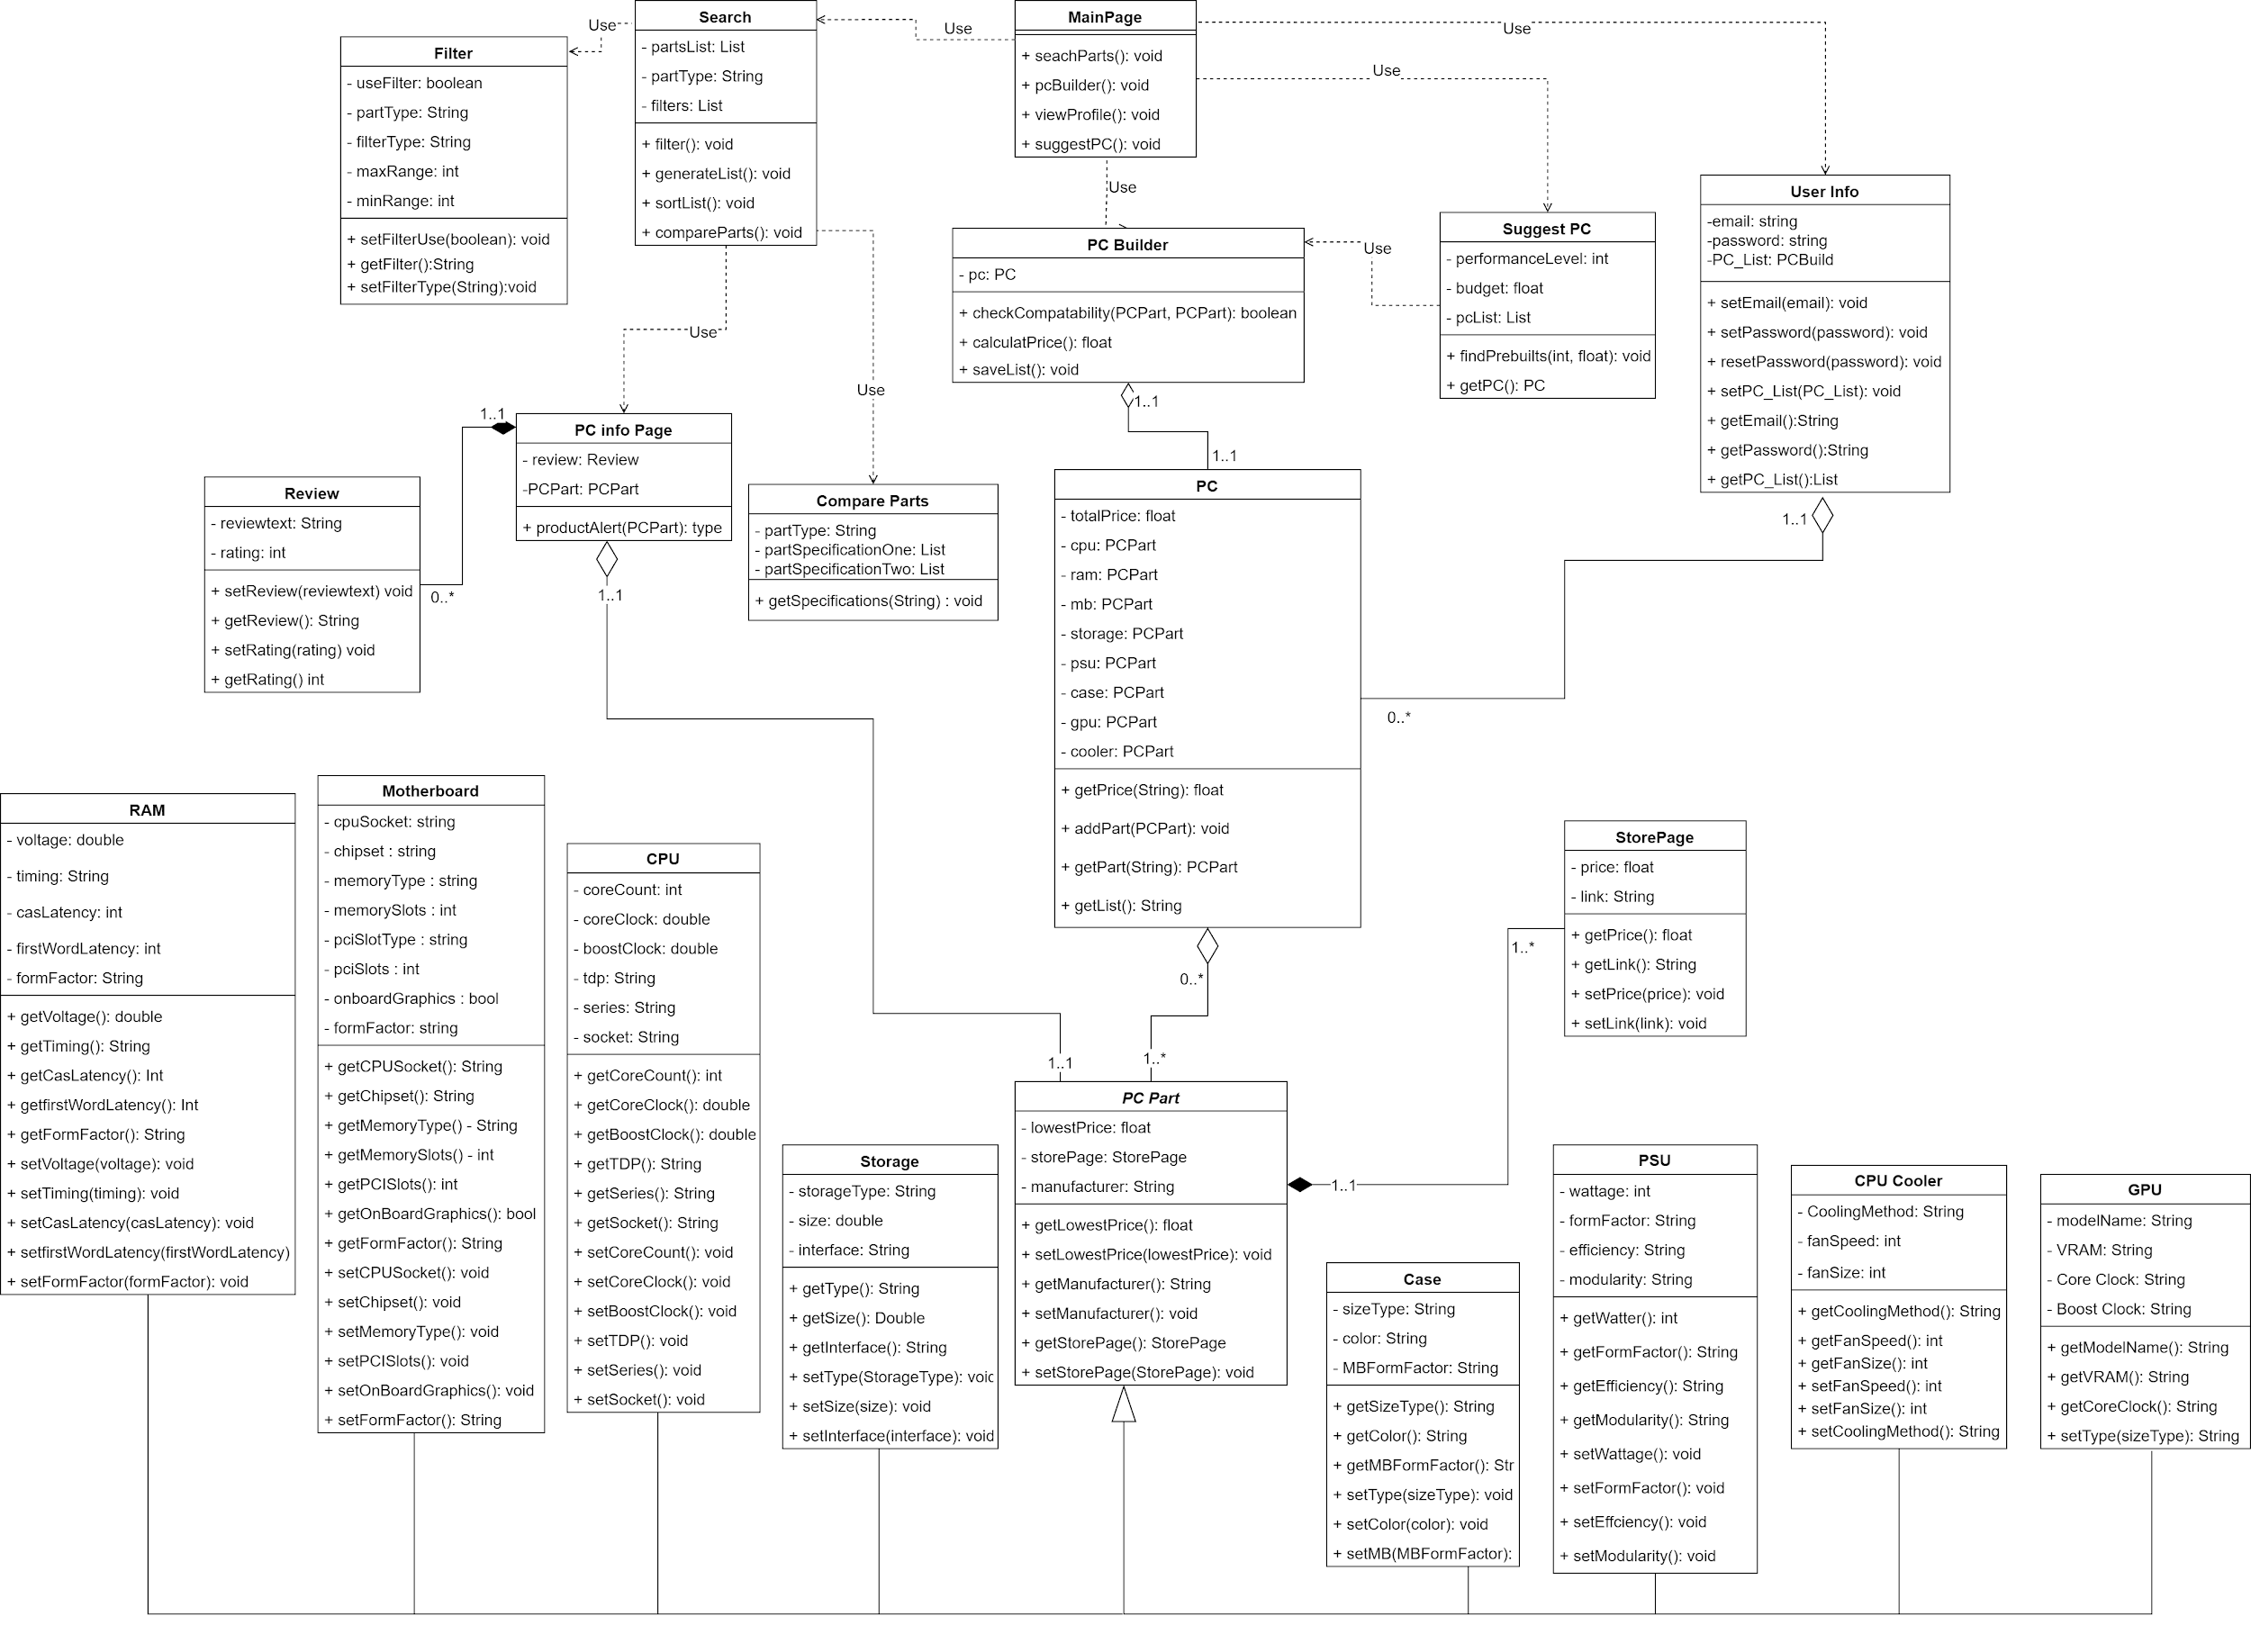 Search
- partsList: List
- partType: String
- filters: List
+ filter(): void
+ generateList(): void
+ sortList(): void
+ compareParts(): void
Use
MainPage
+ seachParts(): void
+ pcBuilder(): void
+ viewProfile(): void
+ suggestPC(): void
Use
Use
Use
Use
Filter
- useFilter: boolean
- partType: String
- filterType: String
- maxRange: int
- minRange: int
+ setFilterUse(boolean): void
+ getFilter():String
+ setFilterType(String):void
PC Builder
- pc: PC
+ checkCompatability(PCPart, PCPart): boolean
+ calculatPrice(): float
+ saveList(): void
Use
Suggest PC
- performanceLevel: int
- budget: float
- pcList: List
+ findPrebuilts(int, float): void
+ getPC(): PC
User Info
-email: string
-password: string
-PC_List: PCBuild
+ setEmail(email): void
+ setPassword(password): void
+ resetPassword(password): void
+ setPC_List(PC_List): void
+ getEmail():String
+ getPassword():String
+ getPC_List():List
Use
Use
1..1
1..1
1..1
1..1
PC info Page
- review: Review
-PCPart: PCPart
+ productAlert(PCPart): type
1..1
Review
- reviewtext: String
- rating: int
+ setReview(reviewtext) void
+ getReview(): String
+ setRating(rating) void
+ getRating() int
0..*
Compare Parts
- partType: String
- partSpecificationOne: List
- partSpecificationTwo: List
+ getSpecifications(String) : void
PC
- totalPrice: float
- cpu: PCPart
- ram: PCPart
- mb: PCPart
- storage: PCPart
- psu: PCPart
- case: PCPart
- gpu: PCPart
- cooler: PCPart
+ getPrice(String): float
+ addPart(PCPart): void
+ getPart(String): PCPart
+ getList(): String
0..*
0..*
1..*
1..1
RAM
- voltage: double
- timing: String
- casLatency: int
- firstWordLatency: int
- formFactor: String
+ getVoltage(): double
+ getTiming(): String
+ getCasLatency(): Int
+ getfirstWordLatency(): Int
+ getFormFactor(): String
+ setVoltage(voltage): void
+ setTiming(timing): void
+ setCasLatency(casLatency): void
+ setfirstWordLatency(firstWordLatency)
+ setFormFactor(formFactor): void
Motherboard
- cpuSocket: string
- chipset : string
- memoryType : string
- memorySlots : int
- pciSlotType : string
- pciSlots : int
- onboardGraphics : bool
- formFactor: string
+ getCPUSocket(): String
+ getChipset(): String
+ getMemoryType() - String
+ getMemorySlots() - int
+ getPCISlots(): int
+ getOnBoardGraphics(): bool
+ getFormFactor(): String
+ setCPUSocket(): void
+ setChipset(): void
+ setMemoryType(): void
+ setPCISlots(): void
+ setOnBoardGraphics(): void
+ setFormFactor(): String
CPU
- coreCount: int
- coreClock: double
- boostClock: double
- tdp: String
- series: String
- socket: String
+ getCoreCount(): int
+ getCoreClock(): double
+ getBoostClock(): double
+ getTDP(): String
+ getSeries(): String
+ getSocket(): String
+ setCoreCount(): void
+ setCoreClock(): void
+ setBoostClock(): void
+ setTDP(): void
+ setSeries(): void
+ setSocket(): void
Storage
- storageType: String
- size: double
- interface: String
+ getType(): String
+ getSize(): Double
+ getInterface(): String
+ setType(StorageType): void
+ setSize(size): void
+ setInterface(interface): void
PC Part
- lowestPrice: float
- storePage: StorePage
- manufacturer: String
+ getLowestPrice(): float
+ setLowestPrice(lowestPrice): void
+ getManufacturer(): String
+ setManufacturer(): void
+ getStorePage(): StorePage
+ setStorePage(StorePage): void
1..1
StorePage
- price: float
- link: String
+ getPrice(): float
+ getLink(): String
+ setPrice(price): void
+ setLink(link): void
1..*
Case
- sizeType: String
- color: String
- MBFormFactor: String
+ getSizeType(): String
+ getColor(): String
+ getMBFormFactor(): Str
+ setType(sizeType): void
+ setColor(color): void
+ setMB(MBFormFactor):
PSU
- wattage: int
- formFactor: String
- efficiency: String
- modularity: String
+ getWatter(): int
+ getFormFactor(): String
+ getEfficiency(): String
+ getModularity(): String
+ setWattage(): void
+ setFormFactor(): void
+ setEffciency(): void
+ setModularity(): void
CPU Cooler
- CoolingMethod: String
- fanSpeed: int
- fanSize: int
+ getCoolingMethod(): String
+ getFanSpeed(): int
+ getFanSize(): int
+ setFanSpeed(): int
+ setFanSize(): int
+ setCoolingMethod(): String
GPU
- modelName: String
- VRAM: String
- Core Clock: String
- Boost Clock: String
+ getModelName(): String
+ getVRAM(): String
+ getCoreClock(): String
+ setType(sizeType): String